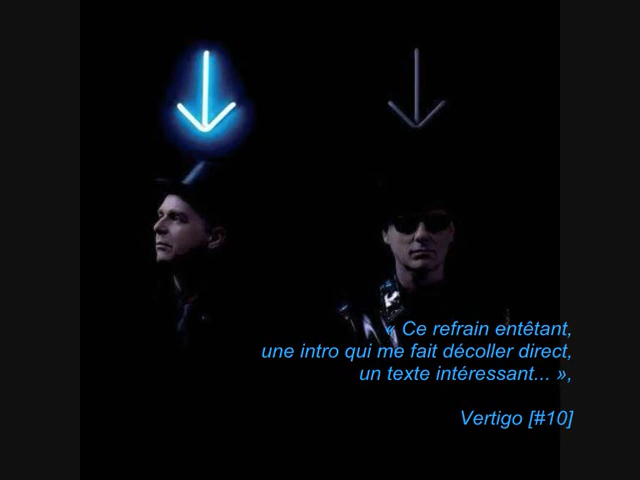 « Ce refrain entêtant,
une intro qui me fait décoller direct,
un texte intéressant... »,
Vertigo [#10]